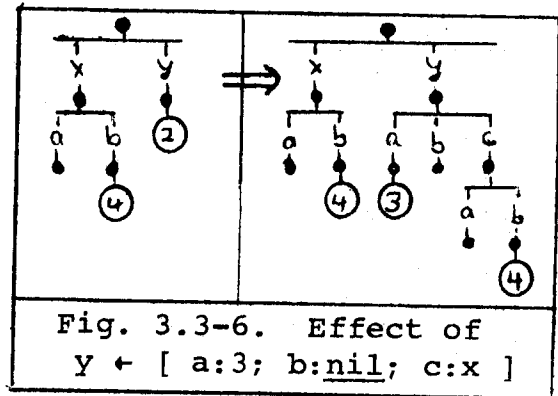 x y x y
a b 2 a b a b c
4 4 3 a b
4
Fig. 3.3-6. Effect of
y ← [ a:3; b:nil; c:x ]